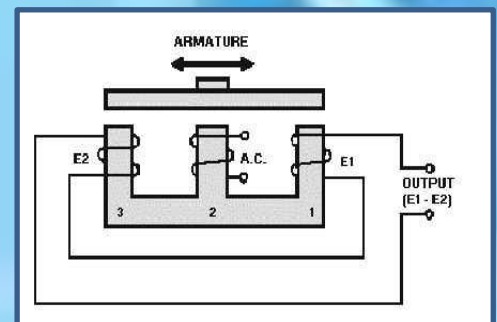 ARMATURE
E2
A.C.
E1
OUTPUT
(E1 - E2)
3
2
1